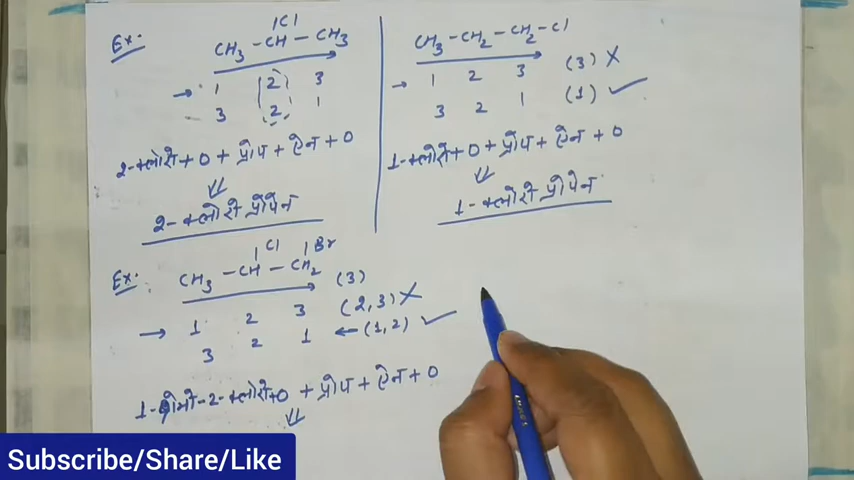 Ex.
Cl
CH3 - CH - CH3
→ 1 2 3
3 2 1
2-क्लोरो + 0 + प्रोप + ऐन + 0
⇓
2- क्लोरो प्रोपेन
CH3 - CH2 - CH2 - Cl
→ 1 2 3 (3) X
3 2 1 (1) ✓
1-क्लोरो + 0 + प्रोप + ऐन + 0
⇓
1- क्लोरो प्रोपेन
Ex.
Cl Br
CH3 - CH - CH2 (3)
→ 1 2 3 (2,3) X
3 2 1 ← (1,2) ✓
1-ब्रोमो-2-क्लोरो+0 + प्रोप + ऐन + 0
⇓
Subscribe/Share/Like